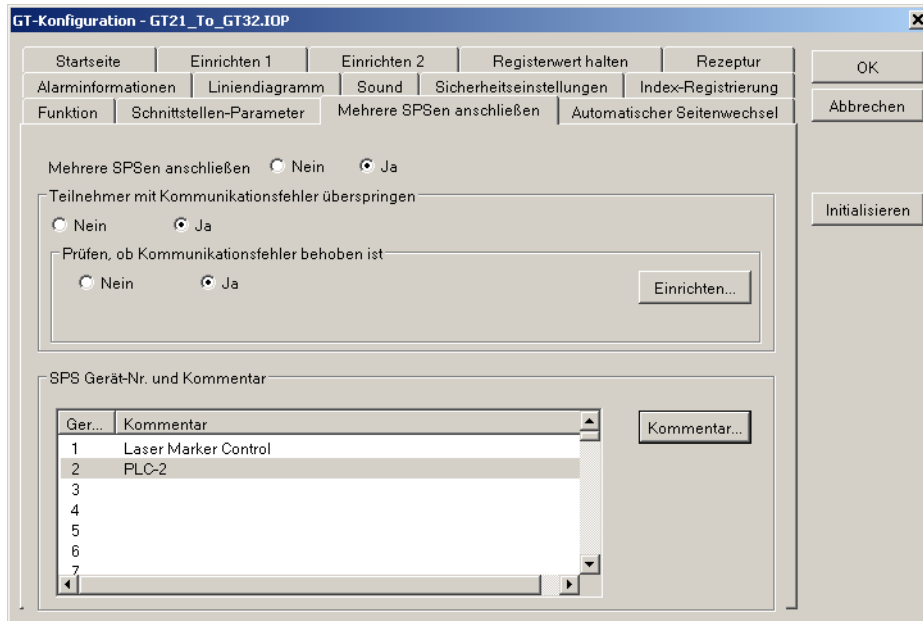 GT-Konfiguration - GT21_To_GT32.IOP
Startseite Einrichten 1 Einrichten 2 Registerwert halten Rezeptur
Alarminformationen Liniendiagramm Sound Sicherheitseinstellungen Index-Registrierung
Funktion Schnittstellen-Parameter Mehrere SPSen anschließen Automatischer Seitenwechsel
OK
Abbrechen
Initialisieren
Mehrere SPSen anschließen Nein Ja
Teilnehmer mit Kommunikationsfehler überspringen
Nein Ja
Prüfen, ob Kommunikationsfehler behoben ist
Nein Ja
Einrichten...
SPS Gerät-Nr. und Kommentar
Ger... Kommentar
1 Laser Marker Control
2 PLC-2
3
4
5
6
7
Kommentar...